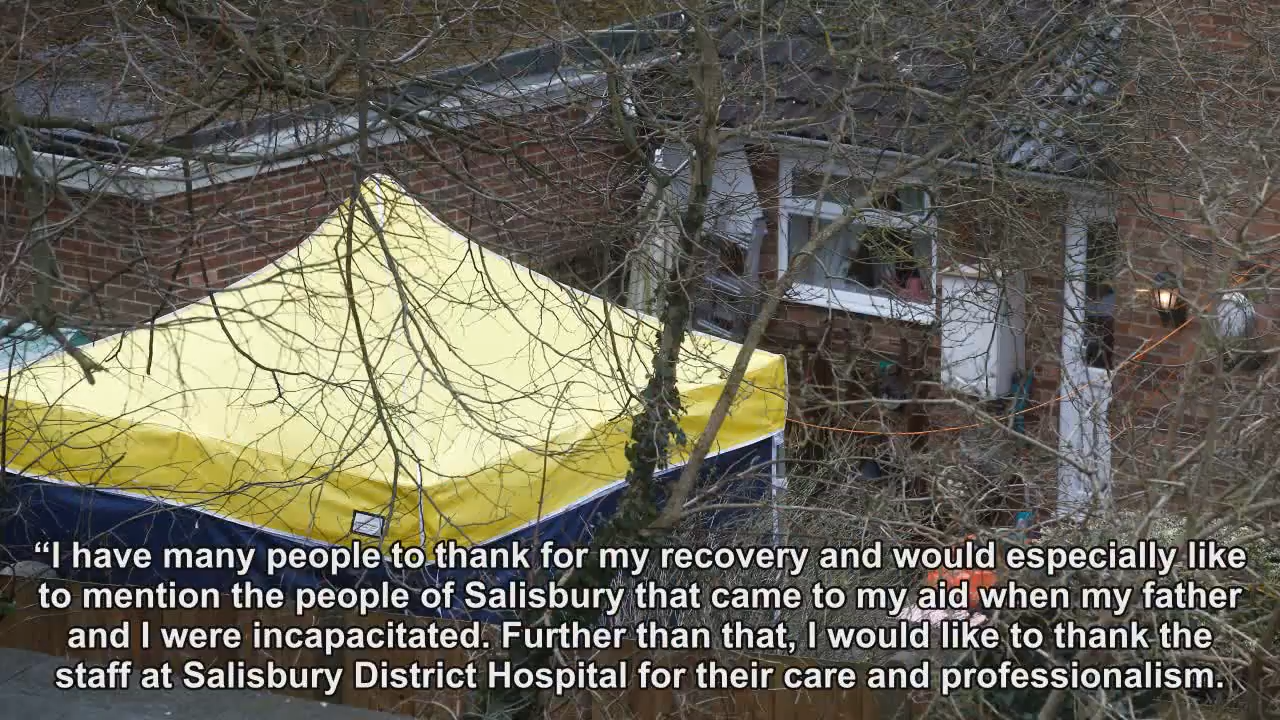 “I have many people to thank for my recovery and would especially like
to mention the people of Salisbury that came to my aid when my father
and I were incapacitated. Further than that, I would like to thank the
staff at Salisbury District Hospital for their care and professionalism.